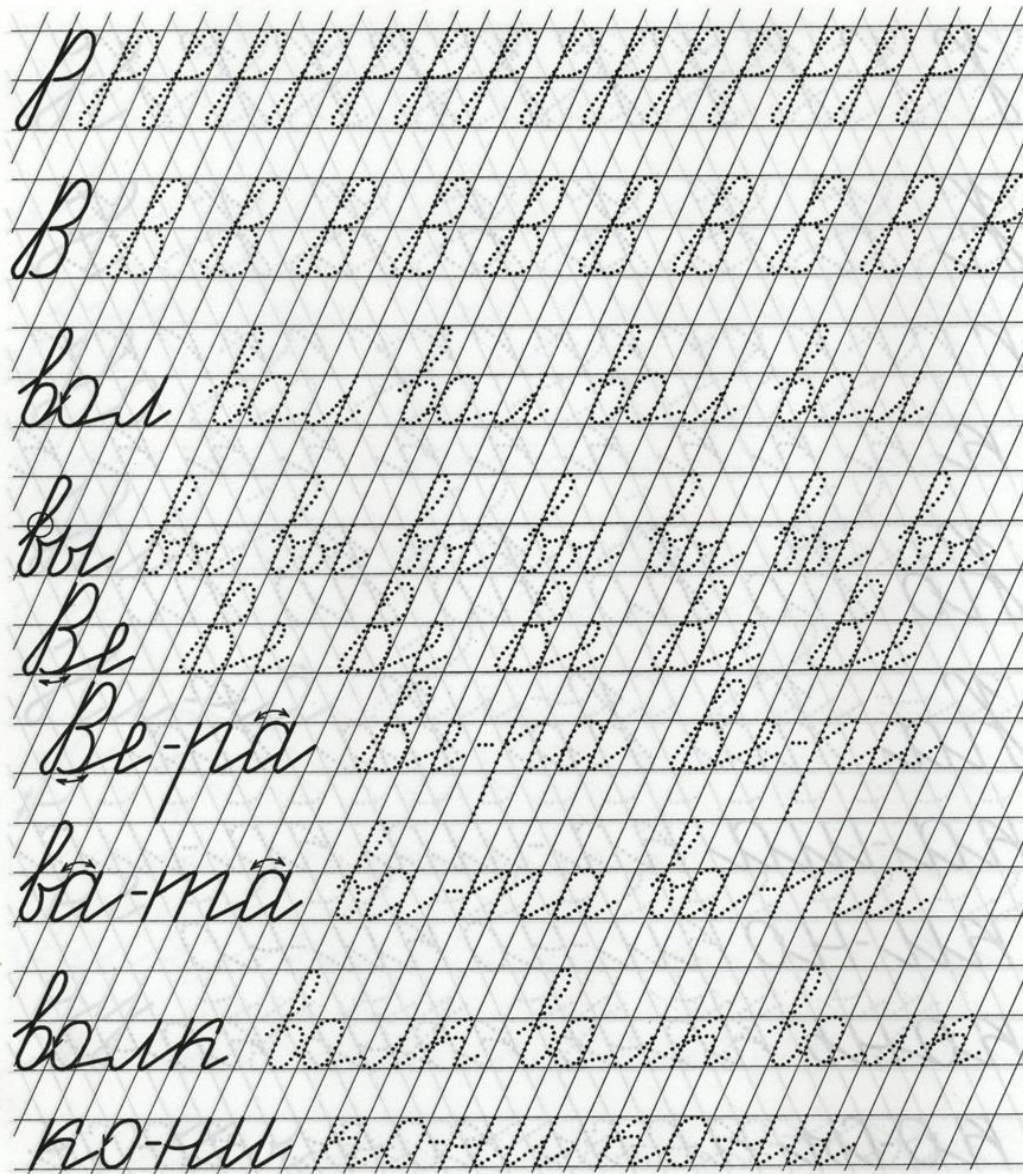 Р Р Р Р Р Р Р Р Р Р Р Р Р Р Р
В В В В В В В В В В В
вол вол вол вол вол
вы вы вы вы вы вы вы вы
Ве Ве Ве Ве Ве Ве
Ве-ра Ве-ра Ве-ра
ва-та ва-та ва-та
волк волк волк волк
ко-ни ко-ни ко-ни